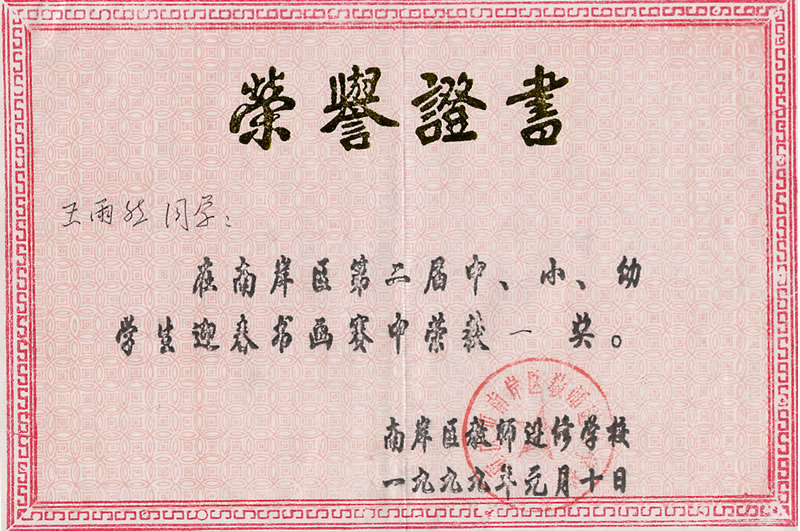 榮譽證書
王雨然同学：
在南岸区第二届中、小、幼
学生迎春书画赛中荣获一奖。
南岸区教师进修学校
一九九九年元月十日